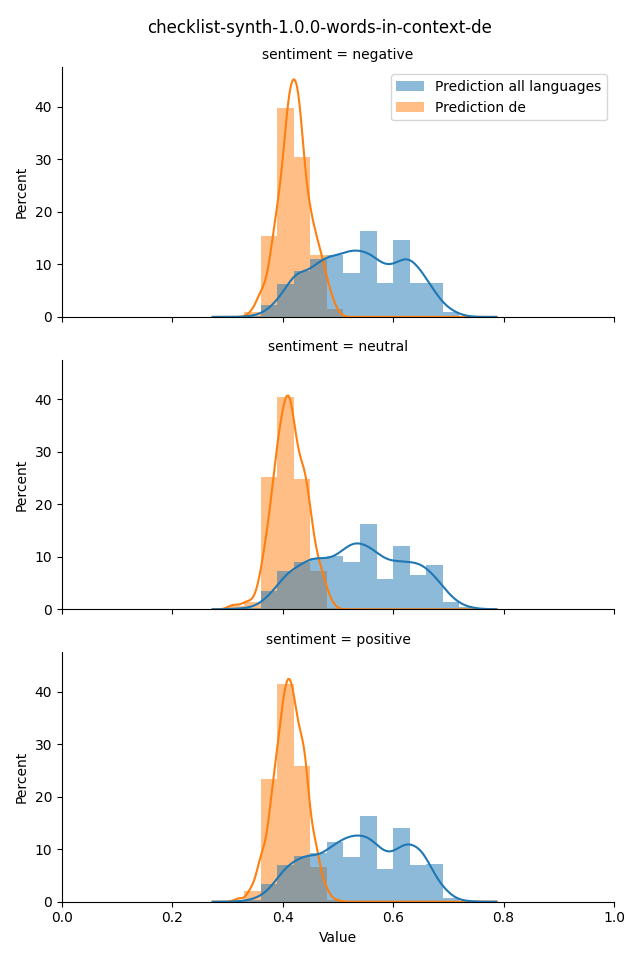 checklist-synth-1.0.0-words-in-context-de
sentiment = negative
Prediction all languages
Prediction de
40
30
20
10
0
Percent
sentiment = neutral
40
30
20
10
0
Percent
sentiment = positive
40
30
20
10
0
Percent
0.0 0.2 0.4 0.6 0.8 1.0
Value